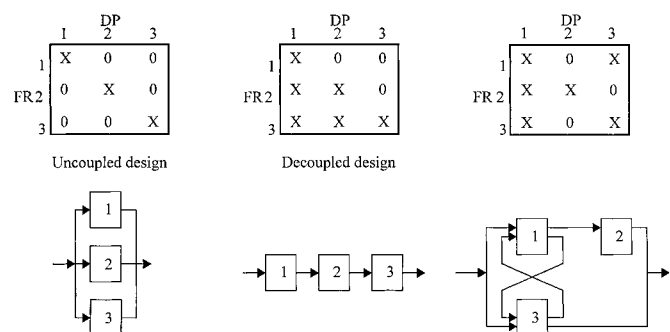 DP
1 2 3
1 X 0 0
FR 2 0 X 0
3 0 0 X
Uncoupled design
DP
1 2 3
1 X 0 0
FR 2 X X 0
3 X X X
Decoupled design
DP
1 2 3
1 X 0 X
FR 2 X X 0
3 X 0 X
1
2
3
1 2 3
1 2
3